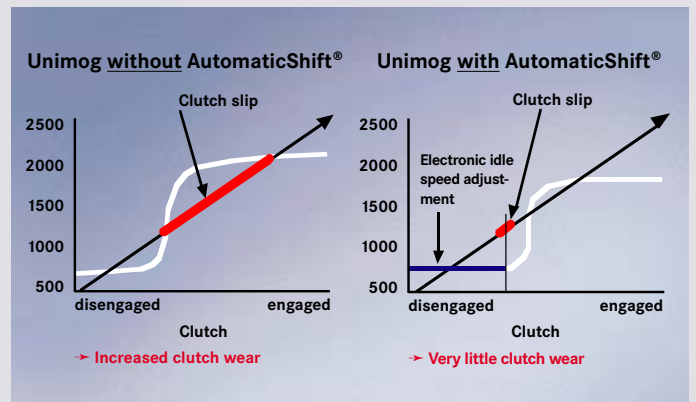 Unimog without AutomaticShift®
Clutch slip
2500
2000
1500
1000
500
disengaged
engaged
Clutch
➛ Increased clutch wear
Unimog with AutomaticShift®
Clutch slip
2500
2000
1500
1000
500
Electronic idle
speed adjust-
ment
disengaged
engaged
Clutch
➛ Very little clutch wear